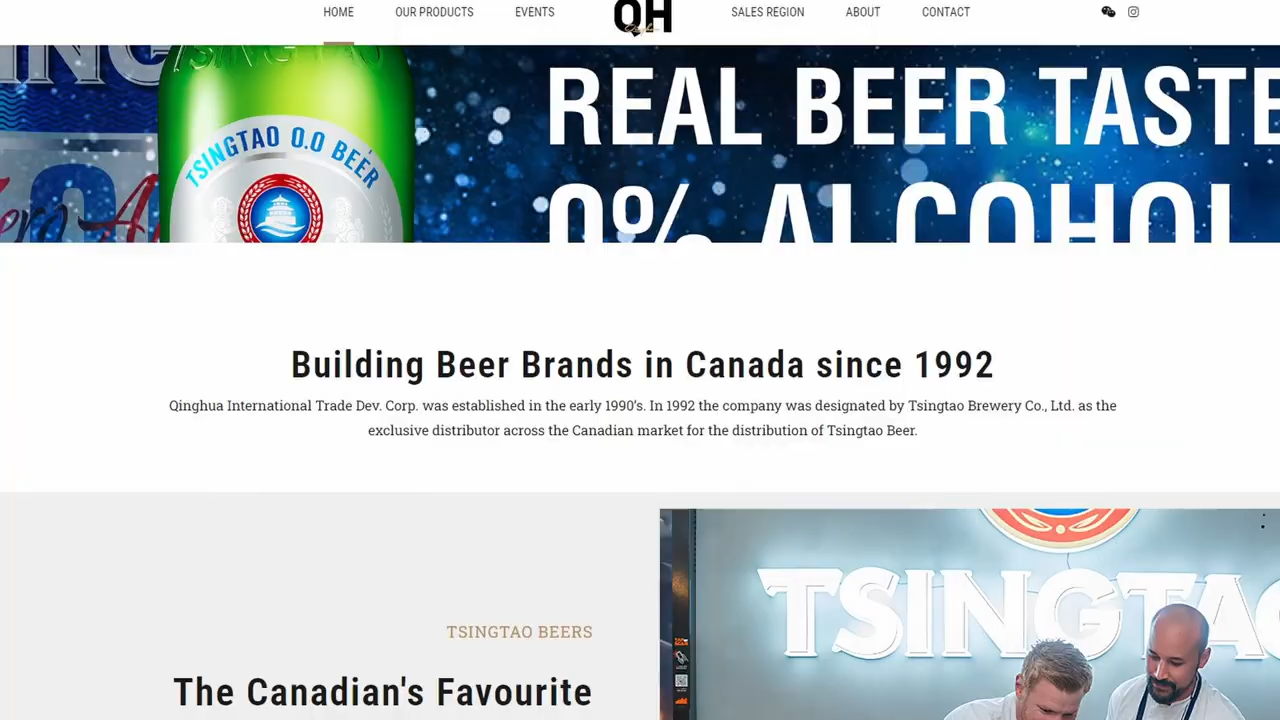 HOME
OUR PRODUCTS
EVENTS
QH
SALES REGION
ABOUT
CONTACT
TSINGTAO
TSINGTAO 0.0 BEER
REAL BEER TASTE
0% ALCOHOL
Building Beer Brands in Canada since 1992
Qinghua International Trade Dev. Corp. was established in the early 1990’s. In 1992 the company was designated by Tsingtao Brewery Co., Ltd. as the
exclusive distributor across the Canadian market for the distribution of Tsingtao Beer.
TSINGTAO BEERS
The Canadian's Favourite
TSINGTAO